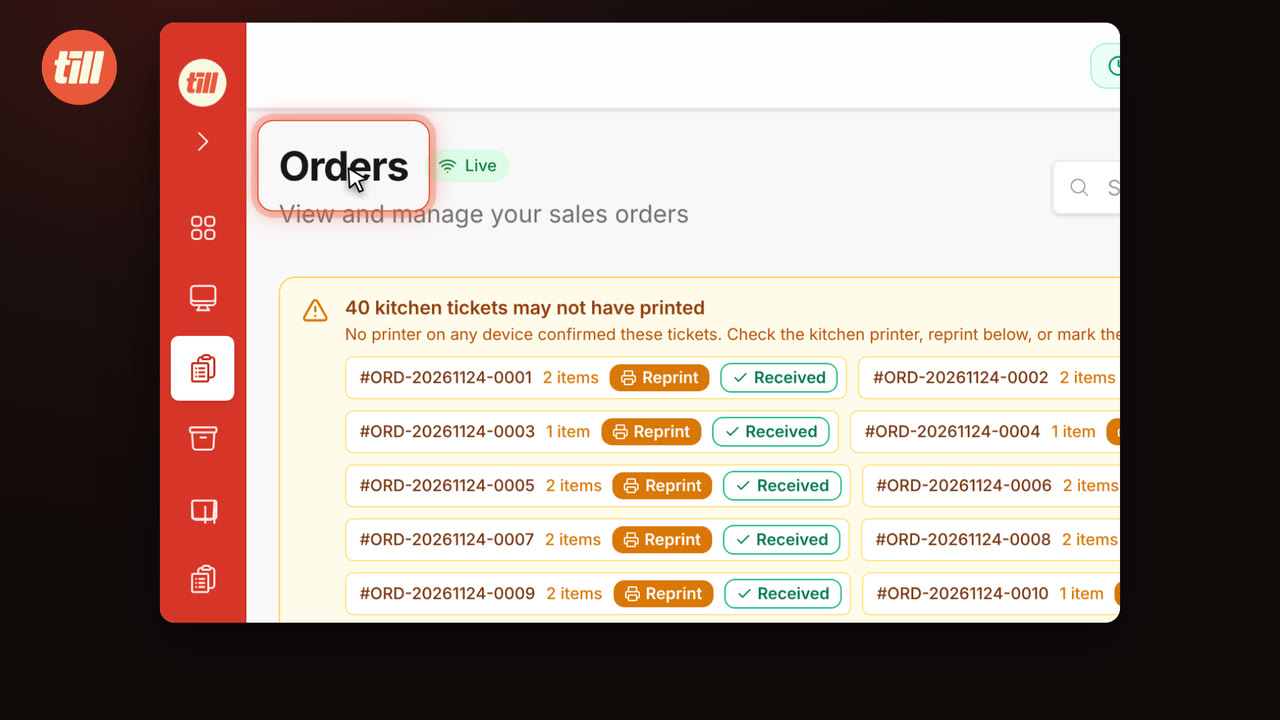 till
till
Orders
Live
View and manage your sales orders
40 kitchen tickets may not have printed
No printer on any device confirmed these tickets. Check the kitchen printer, reprint below, or mark the
#ORD-20261124-0001 2 items Reprint Received #ORD-20261124-0002 2 items
#ORD-20261124-0003 1 item Reprint Received #ORD-20261124-0004 1 item
#ORD-20261124-0005 2 items Reprint Received #ORD-20261124-0006 2 items
#ORD-20261124-0007 2 items Reprint Received #ORD-20261124-0008 2 items
#ORD-20261124-0009 2 items Reprint Received #ORD-20261124-0010 1 item